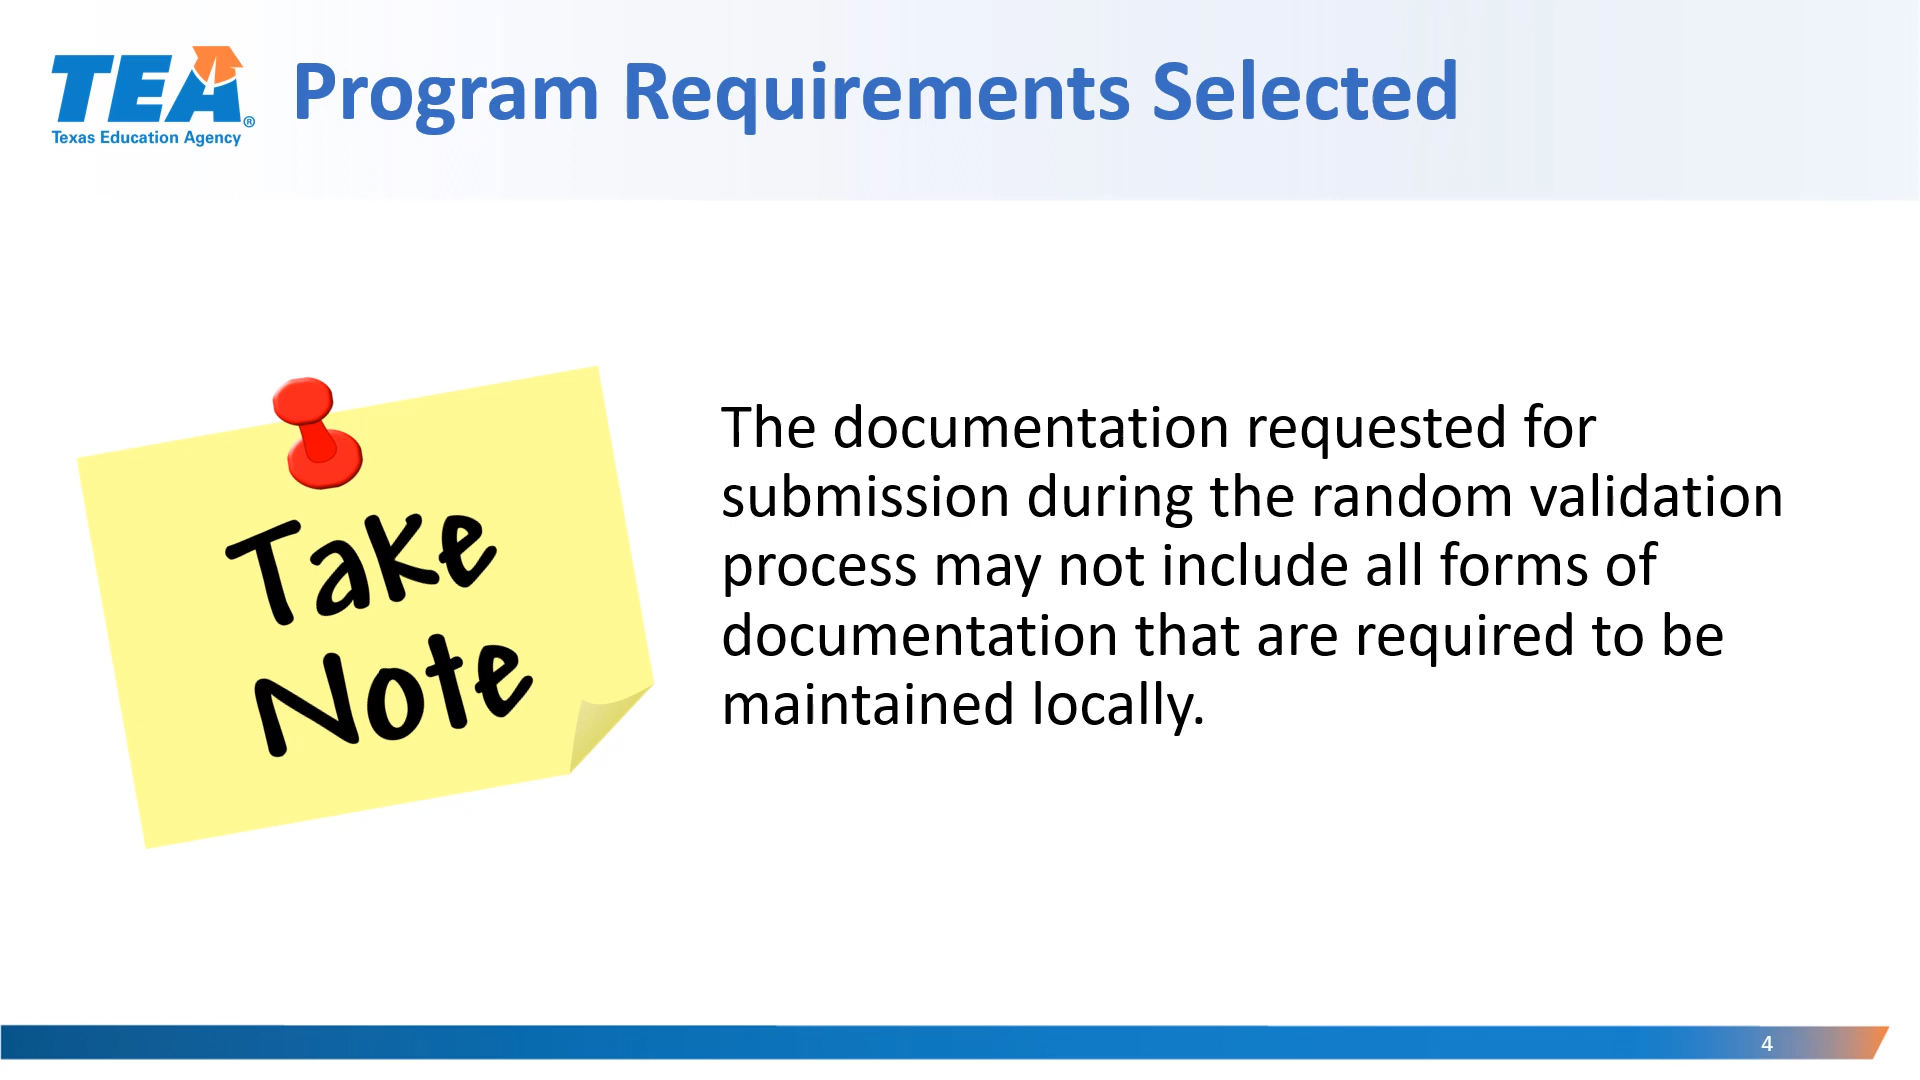 TEA®
Texas Education Agency
Program Requirements Selected
Take
Note
The documentation requested for
submission during the random validation
process may not include all forms of
documentation that are required to be
maintained locally.
4